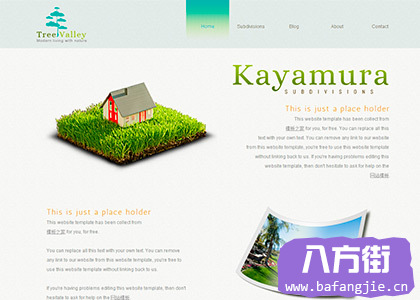 TreeValley
Modern living with nature
Home
Subdivisions
Blog
About
Contact
Kayamura
SUBDIVISIONS
This is just a place holder
This website template has been collect from
模板之家 for you, for free. You can replace all this
text with your own text. You can remove any link to our website
from this website template, you're free to use this website template
without linking back to us. If you're having problems editing this
website template, then don't hesitate to ask for help on the
网站模板.
This is just a place holder
This website template has been collect from
模板之家 for you, for free.
You can replace all this text with your own text. You can remove
any link to our website from this website template, you're free to
use this website template without linking back to us.
If you're having problems editing this website template, then don't
hesitate to ask for help on the 网站模板.
八方街
www.bafangjie.cn